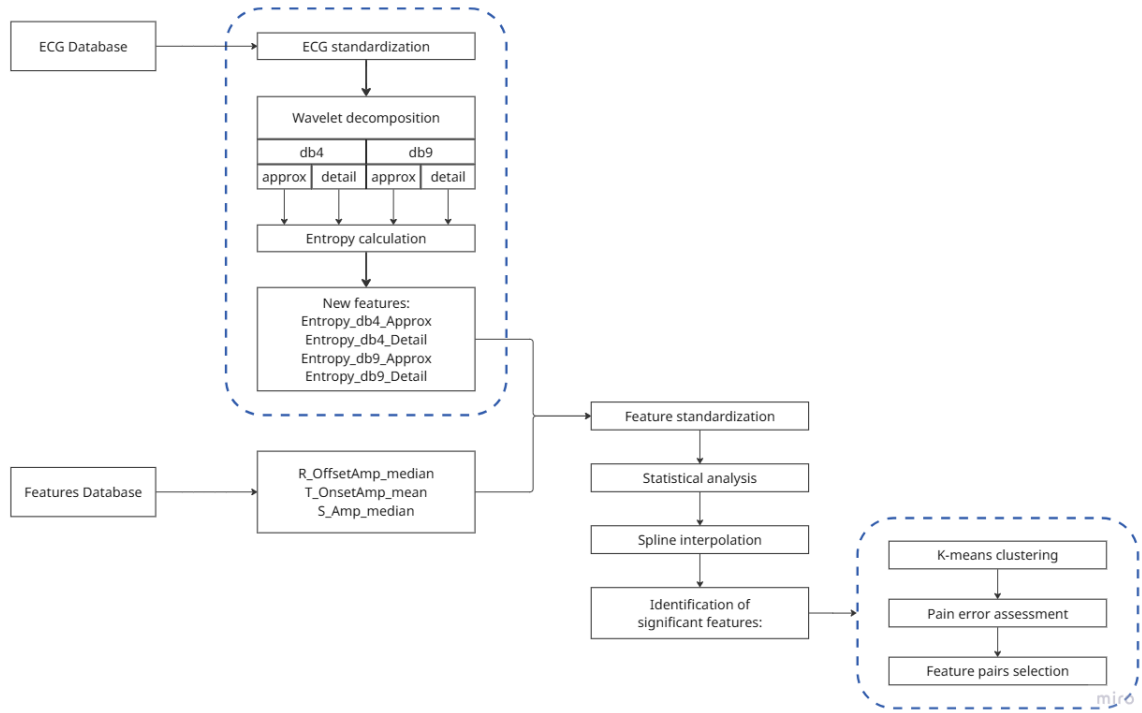 ECG Database
ECG standardization
Wavelet decomposition
db4
db9
approx
detail
approx
detail
Entropy calculation
New features:
Entropy_db4_Approx
Entropy_db4_Detail
Entropy_db9_Approx
Entropy_db9_Detail
Features Database
R_OffsetAmp_median
T_OnsetAmp_mean
S_Amp_median
Feature standardization
Statistical analysis
Spline interpolation
Identification of
significant features:
K-means clustering
Pain error assessment
Feature pairs selection
miro